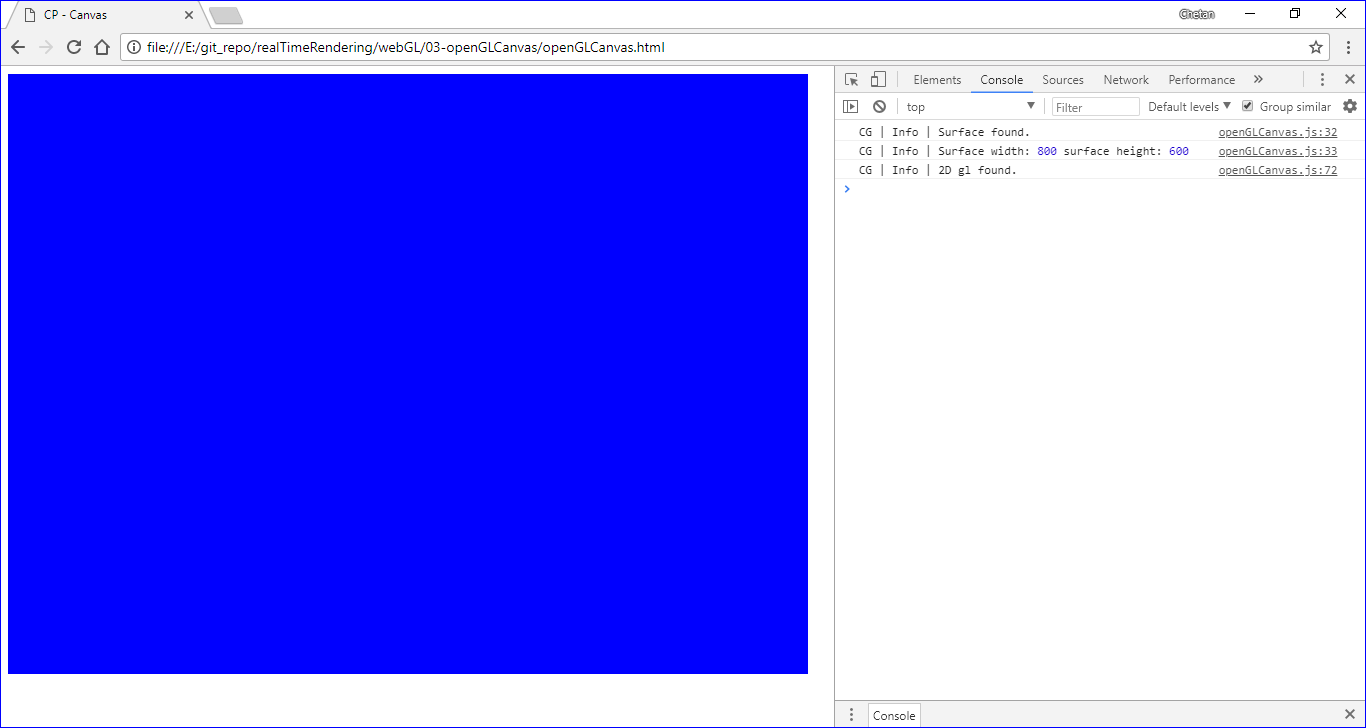 CP - Canvas
Chetan
file:///E:/git_repo/realTimeRendering/webGL/03-openGLCanvas/openGLCanvas.html
Elements Console Sources Network Performance »
top Filter Default levels Group similar
CG | Info | Surface found. openGLCanvas.js:32
CG | Info | Surface width: 800 surface height: 600 openGLCanvas.js:33
CG | Info | 2D gl found. openGLCanvas.js:72
Console